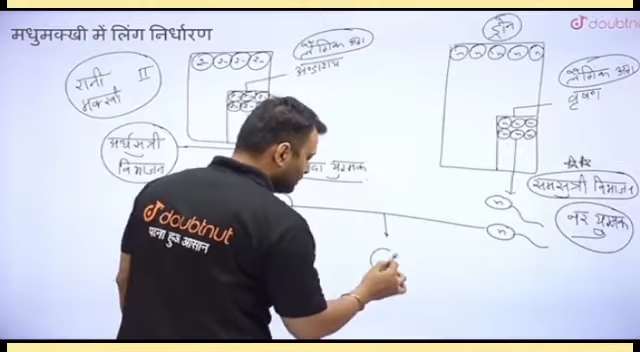 मधुमक्खी में लिंग निर्धारण
doubtnut
रानी II
मक्खी
लैंगिक अंग
अण्डाशय
ड्रोन
लैंगिक अंग
वृषण
अर्धसूत्री
विभाजन
युग्मक
समसूत्री विभाजन
नर युग्मक
n
n
doubtnut
पढ़ना हुआ आसान